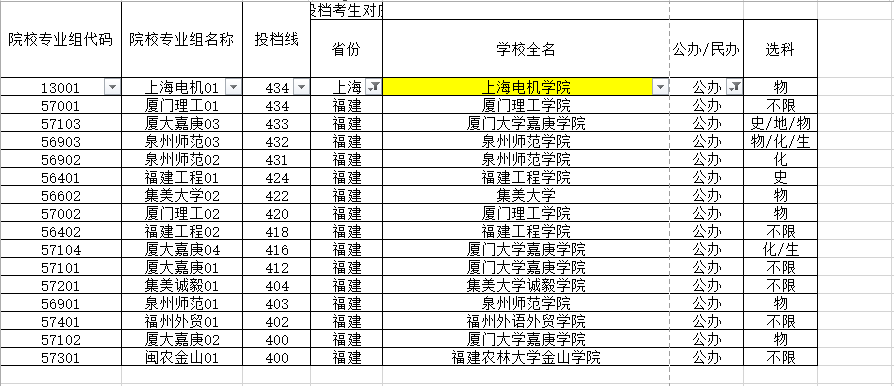 投档考生对应
院校专业组代码 院校专业组名称 投档线 省份 学校全名 公办/民办 选科
13001 上海电机01 434 上海 上海电机学院 公办 物
57001 厦门理工01 434 福建 厦门理工学院 公办 不限
57103 厦大嘉庚03 433 福建 厦门大学嘉庚学院 公办 史/地/物
56903 泉州师范03 432 福建 泉州师范学院 公办 物/化/生
56902 泉州师范02 431 福建 泉州师范学院 公办 化
56401 福建工程01 424 福建 福建工程学院 公办 史
56602 集美大学02 422 福建 集美大学 公办 物
57002 厦门理工02 420 福建 厦门理工学院 公办 物
56402 福建工程02 418 福建 福建工程学院 公办 不限
57104 厦大嘉庚04 416 福建 厦门大学嘉庚学院 公办 化/生
57101 厦大嘉庚01 412 福建 厦门大学嘉庚学院 公办 不限
57201 集美诚毅01 404 福建 集美大学诚毅学院 公办 不限
56901 泉州师范01 403 福建 泉州师范学院 公办 物
57401 福州外贸01 402 福建 福州外语外贸学院 公办 不限
57102 厦大嘉庚02 400 福建 厦门大学嘉庚学院 公办 物
57301 闽农金山01 400 福建 福建农林大学金山学院 公办 不限